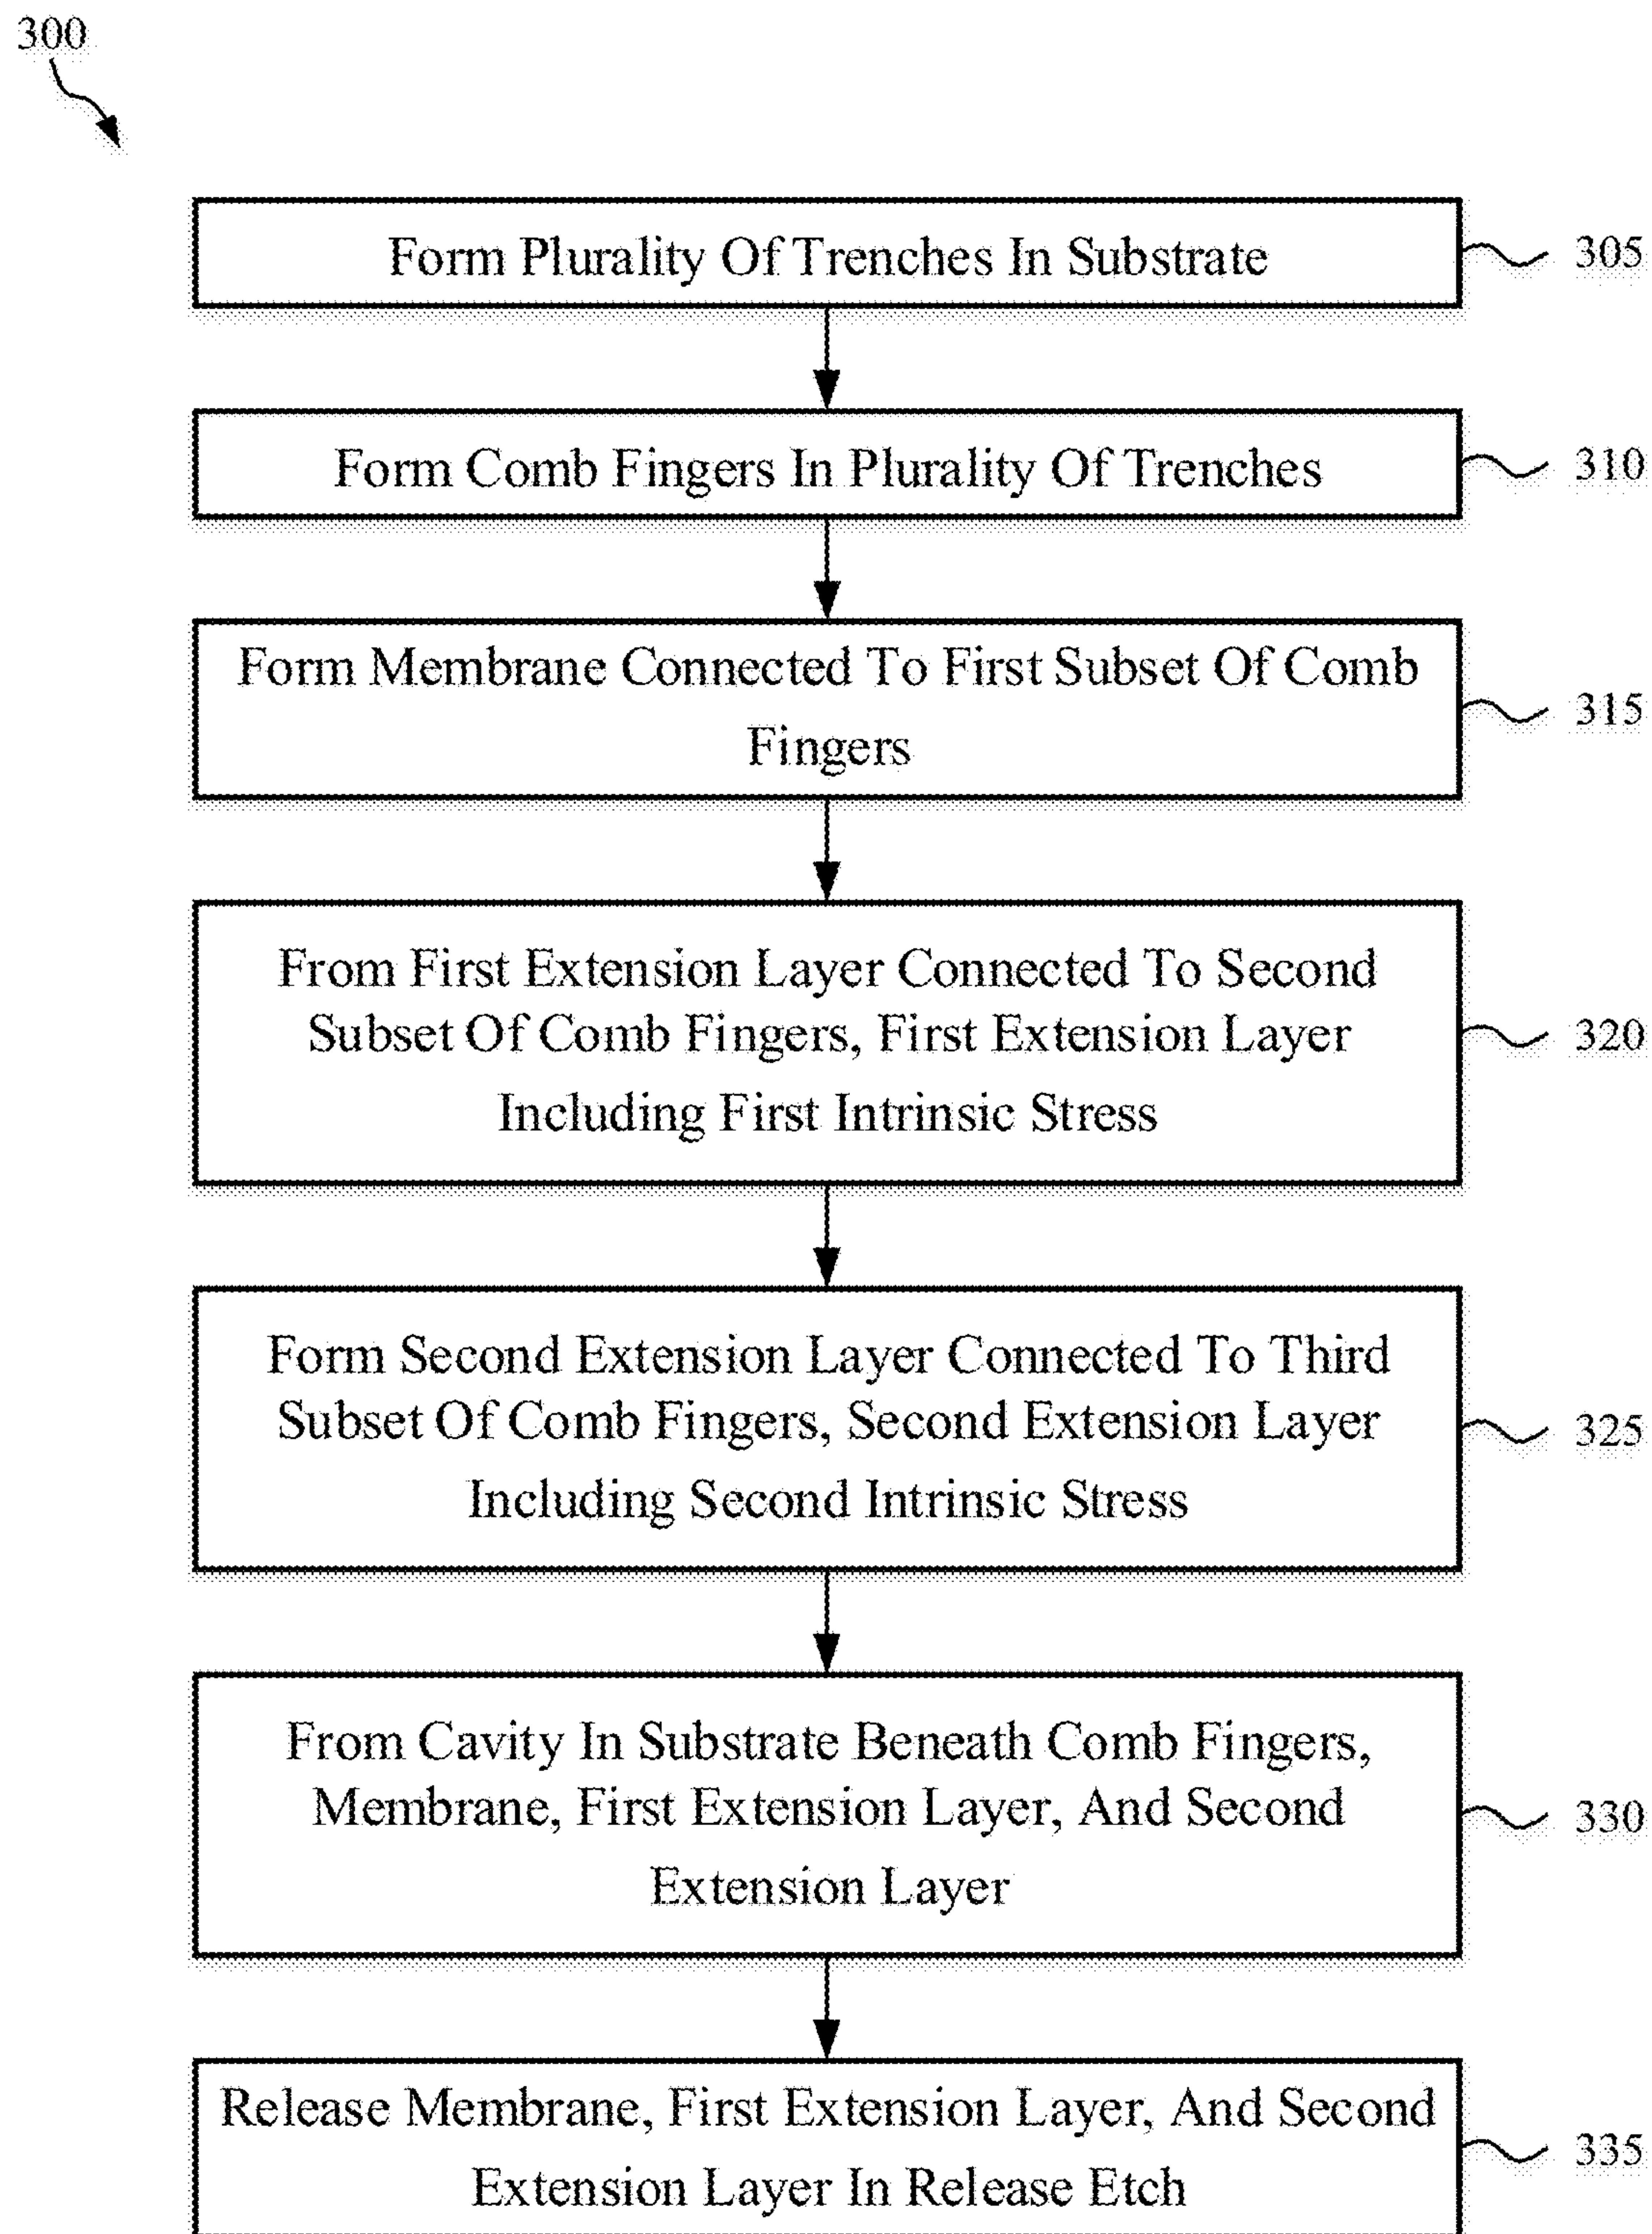 300
Form Plurality Of Trenches In Substrate
305
Form Comb Fingers In Plurality Of Trenches
310
Form Membrane Connected To First Subset Of Comb
Fingers
315
From First Extension Layer Connected To Second
Subset Of Comb Fingers, First Extension Layer
Including First Intrinsic Stress
320
Form Second Extension Layer Connected To Third
Subset Of Comb Fingers, Second Extension Layer
Including Second Intrinsic Stress
325
From Cavity In Substrate Beneath Comb Fingers,
Membrane, First Extension Layer, And Second
Extension Layer
330
Release Membrane, First Extension Layer, And Second
Extension Layer In Release Etch
335